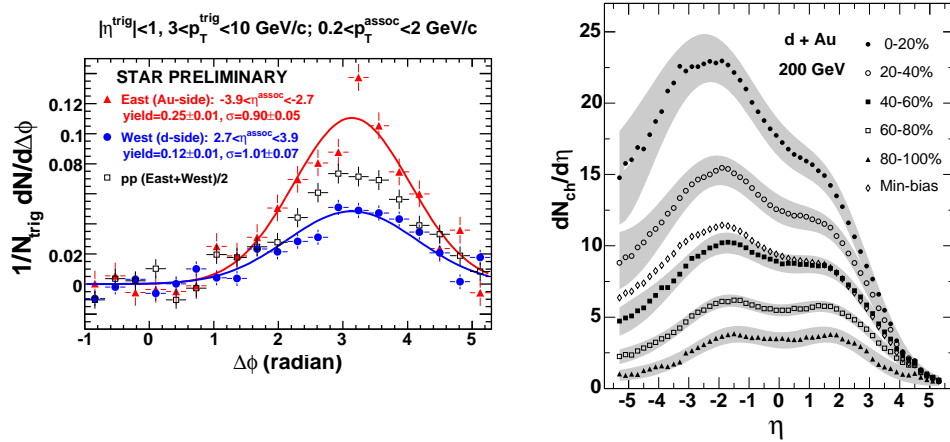 |η^trig|<1, 3<p_T^trig<10 GeV/c; 0.2<p_T^assoc<2 GeV/c
STAR PRELIMINARY
East (Au-side): -3.9<η^assoc<-2.7
yield=0.25±0.01, σ=0.90±0.05
West (d-side): 2.7<η^assoc<3.9
yield=0.12±0.01, σ=1.01±0.07
pp (East+West)/2
1/N_trig dN/dΔϕ
0.12
0.1
0.08
0.06
0.02
0
-1 0 1 2 3 4 5
Δϕ (radian)
d + Au
200 GeV
0-20%
20-40%
40-60%
60-80%
80-100%
Min-bias
dN_ch/dη
25
20
15
10
5
0
-5 -4 -3 -2 -1 0 1 2 3 4 5
η